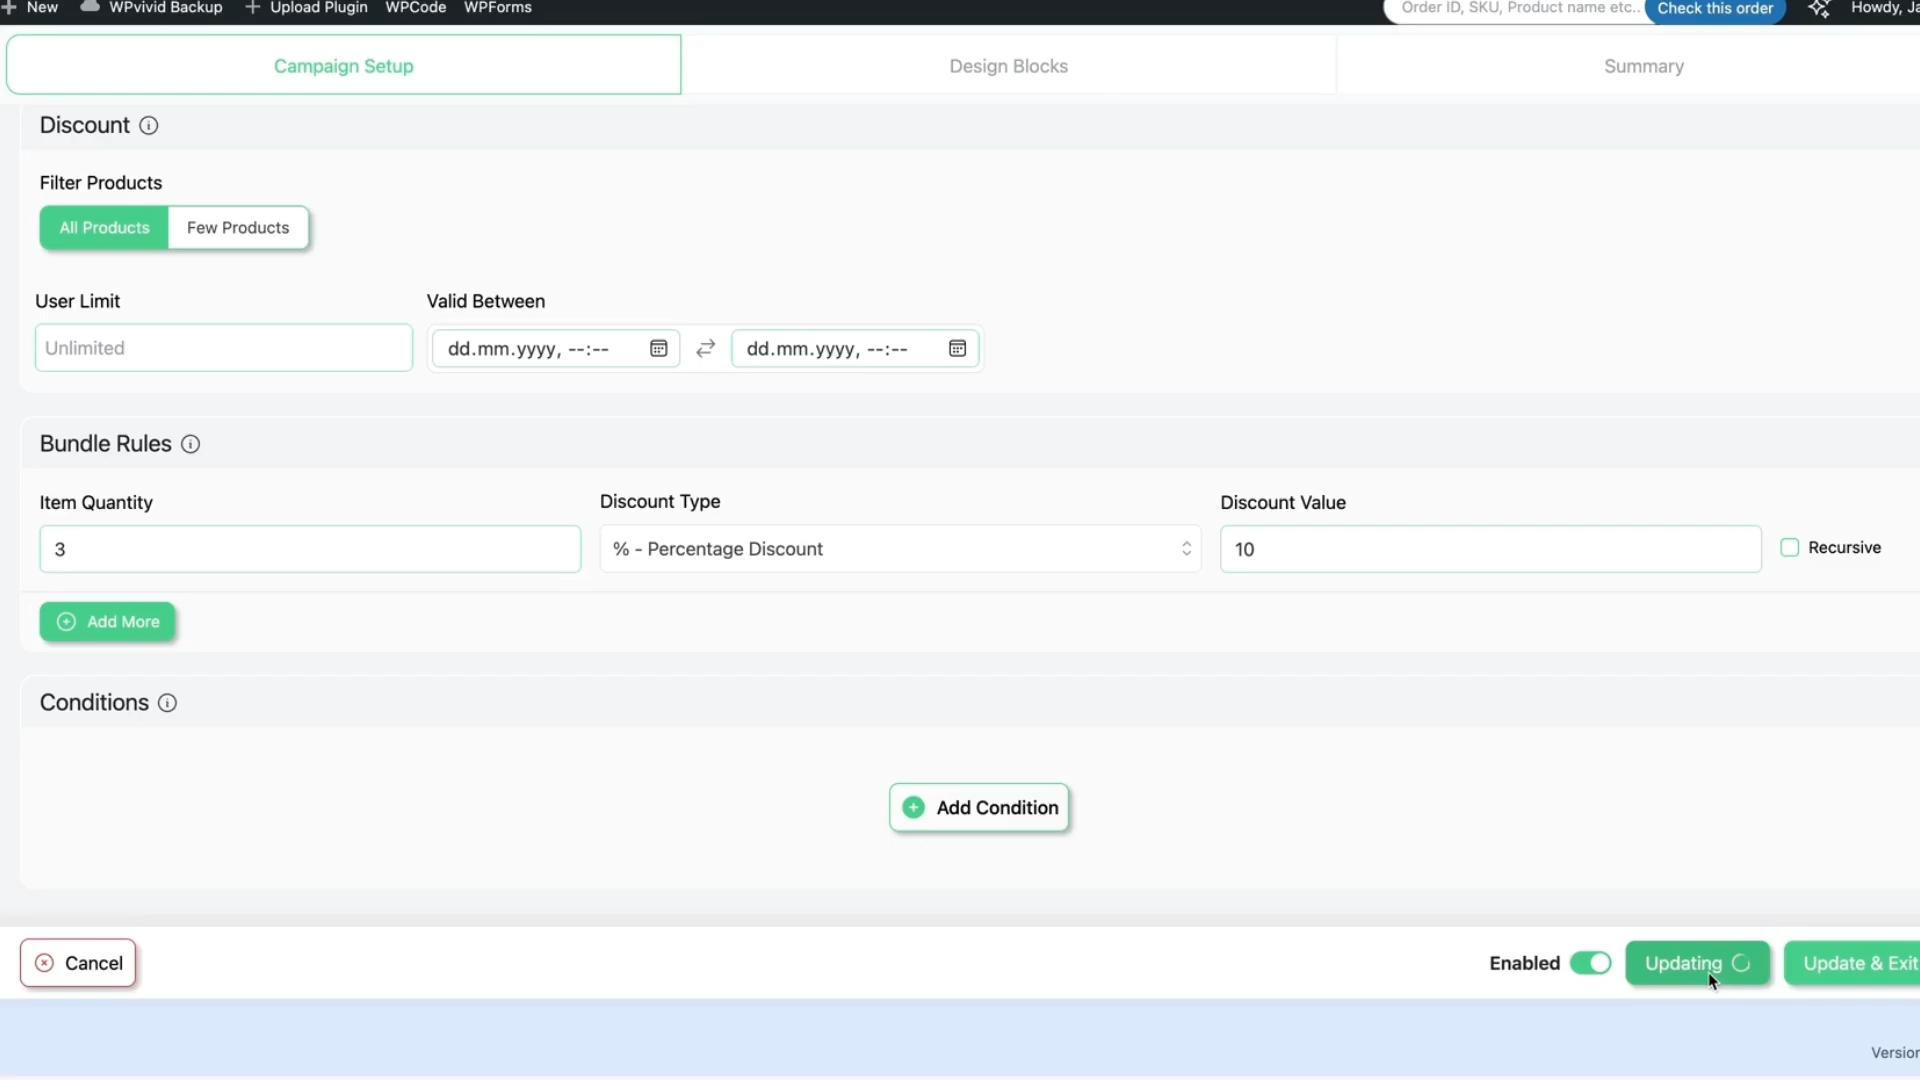 New WPvivid Backup Upload Plugin WPCode WPForms Order ID, SKU, Product name etc.. Check this order Howdy, Ja
Campaign Setup Design Blocks Summary
Discount
Filter Products
All Products Few Products
User Limit Valid Between
Unlimited dd.mm.yyyy, --:-- dd.mm.yyyy, --:--
Bundle Rules
Item Quantity Discount Type Discount Value
3 % - Percentage Discount 10 Recursive
Add More
Conditions
Add Condition
Cancel Enabled Updating Update & Exit
Version